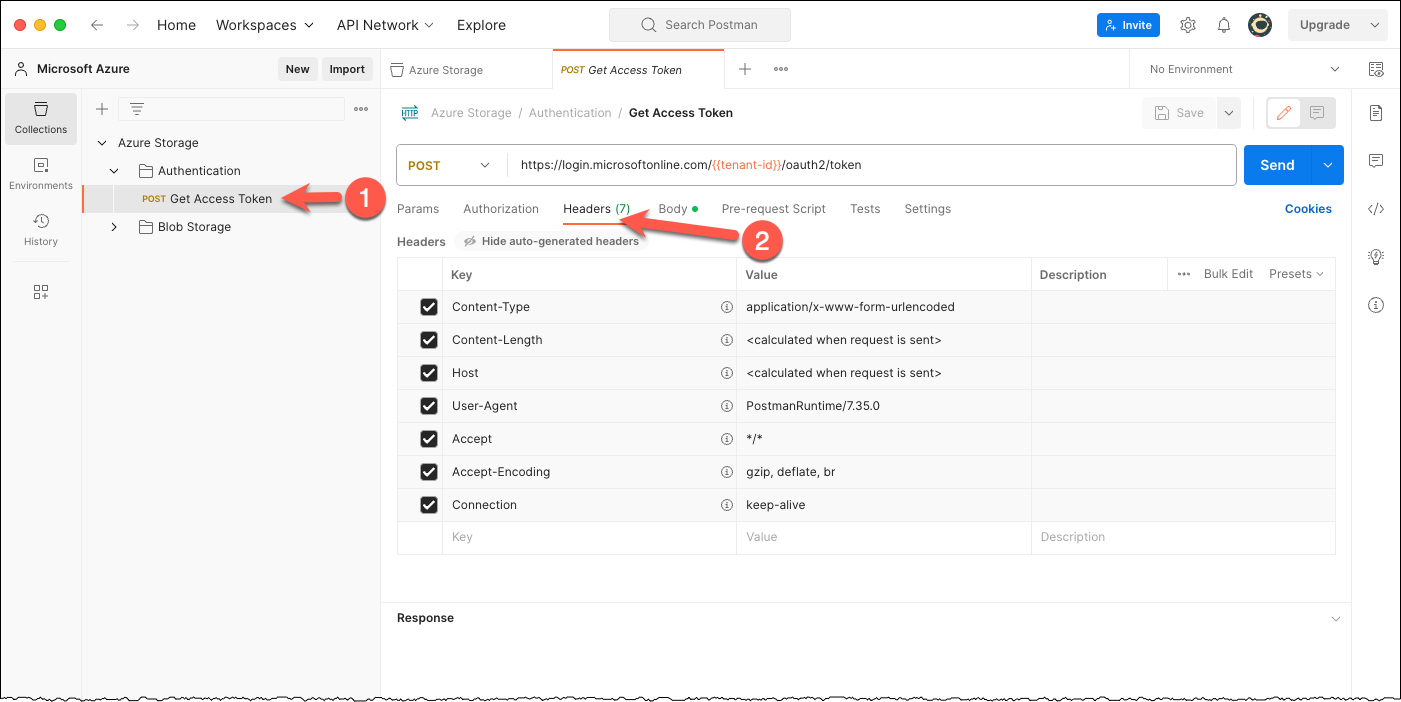 Home Workspaces API Network Explore Search Postman Invite Upgrade
Microsoft Azure New Import Azure Storage POST Get Access Token No Environment
Collections
Environments
History
Azure Storage
Authentication
POST Get Access Token 1
Blob Storage
HTTP Azure Storage / Authentication / Get Access Token Save
POST https://login.microsoftonline.com/{{tenant-id}}/oauth2/token Send
Params Authorization Headers (7) Body Pre-request Script Tests Settings Cookies
Headers Hide auto-generated headers 2
Key Value Description Bulk Edit Presets
Content-Type application/x-www-form-urlencoded
Content-Length <calculated when request is sent>
Host <calculated when request is sent>
User-Agent PostmanRuntime/7.35.0
Accept */*
Accept-Encoding gzip, deflate, br
Connection keep-alive
Key Value Description
Response